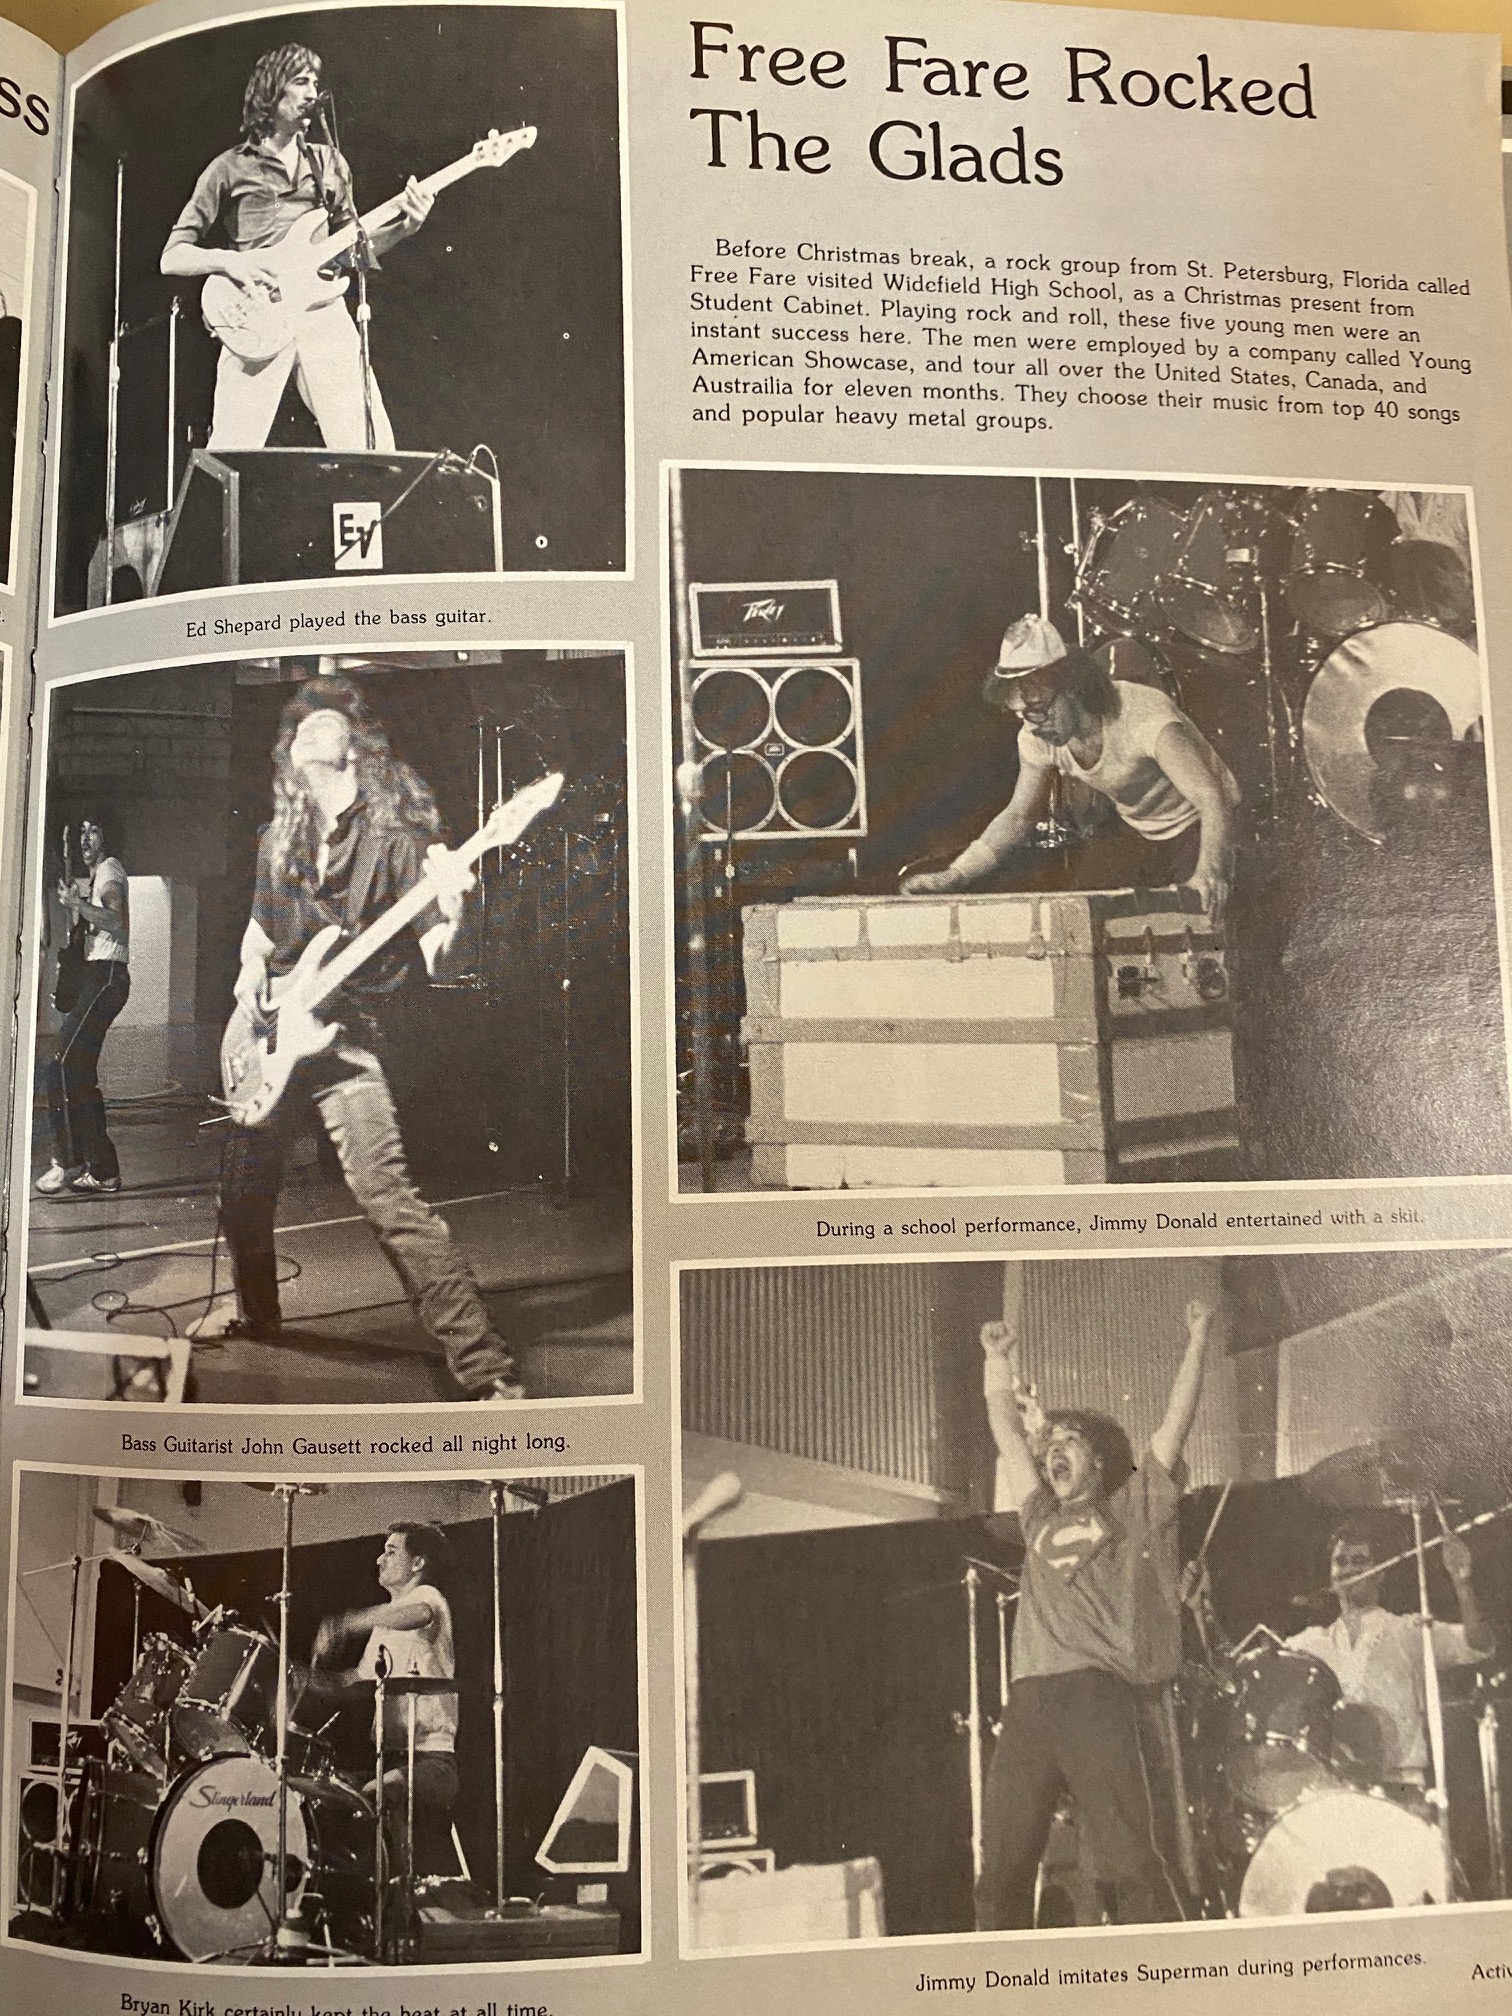 ss
Free Fare Rocked
The Glads
Before Christmas break, a rock group from St. Petersburg, Florida called
Free Fare visited Widefield High School, as a Christmas present from
Student Cabinet. Playing rock and roll, these five young men were an
instant success here. The men were employed by a company called Young
American Showcase, and tour all over the United States, Canada, and
Austrailia for eleven months. They choose their music from top 40 songs
and popular heavy metal groups.
EV
Ed Shepard played the bass guitar.
Peavey
During a school performance, Jimmy Donald entertained with a skit.
Bass Guitarist John Gausett rocked all night long.
S
Slingerland
Jimmy Donald imitates Superman during performances.
Activ
Bryan Kirk certainly kept the beat at all time.